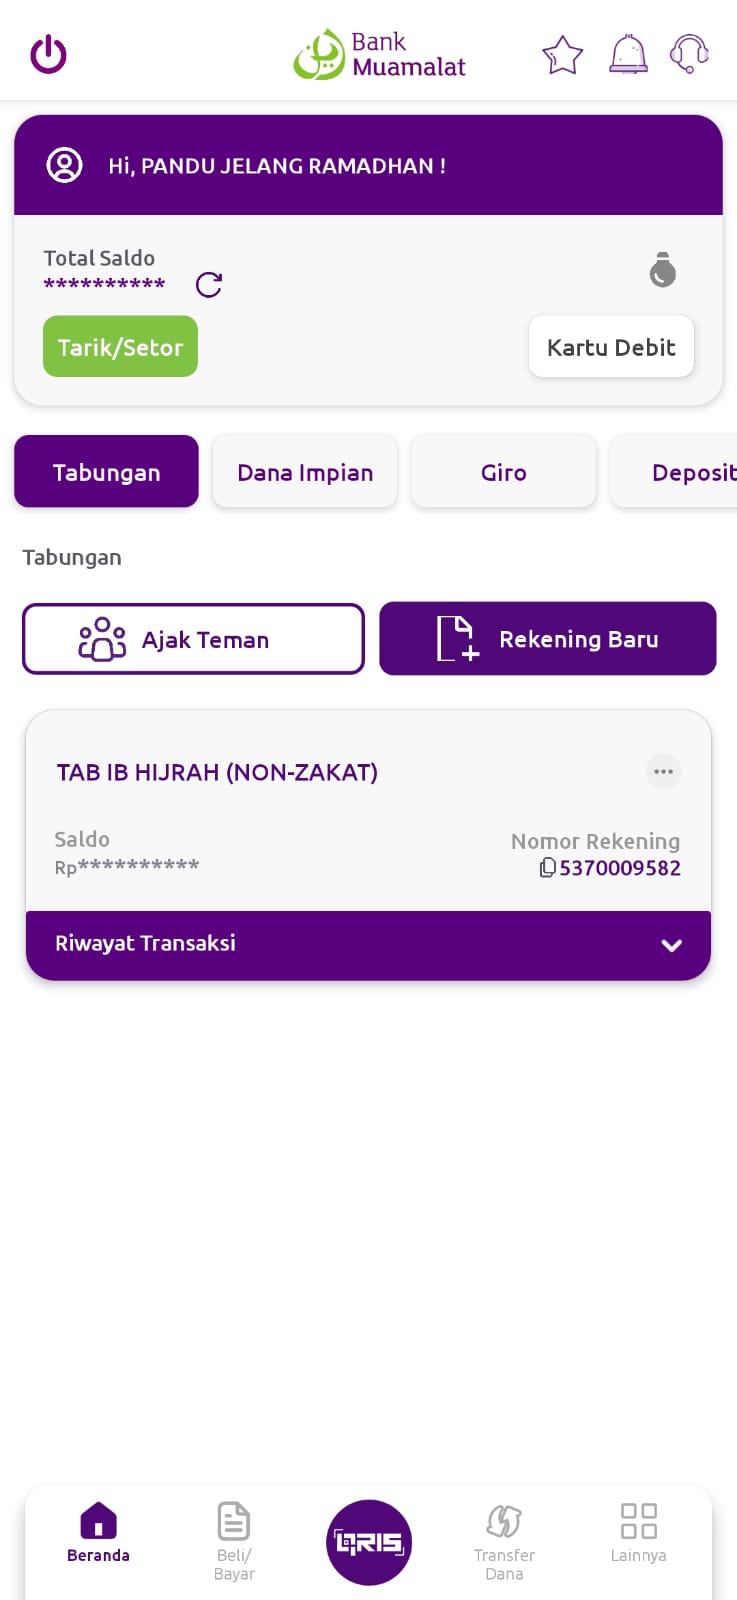 Bank
Muamalat
Hi, PANDU JELANG RAMADHAN !
Total Saldo
**********
Tarik/Setor
Kartu Debit
Tabungan
Dana Impian
Giro
Deposit
Tabungan
Ajak Teman
Rekening Baru
TAB IB HIJRAH (NON-ZAKAT)
Saldo
Rp**********
Nomor Rekening
5370009582
Riwayat Transaksi
Beranda
Beli/
Bayar
QRIS
Transfer
Dana
Lainnya